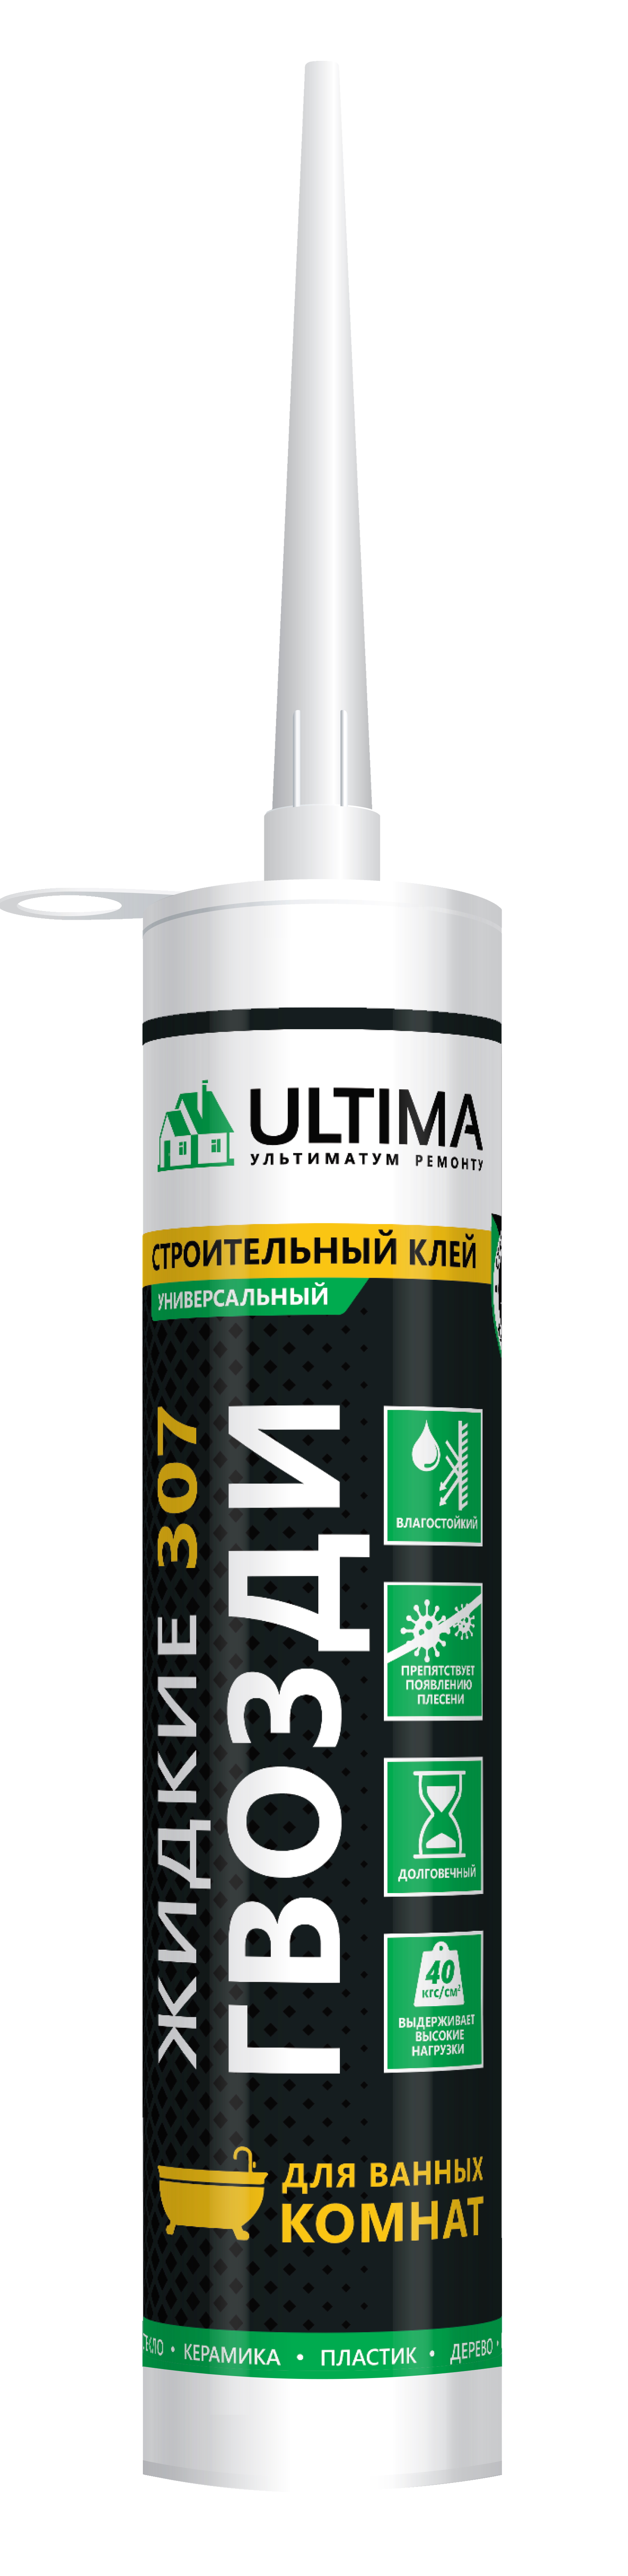 ULTIMA
УЛЬТИМАТУМ РЕМОНТУ
СТРОИТЕЛЬНЫЙ КЛЕЙ
УНИВЕРСАЛЬНЫЙ
ЖИДКИЕ 307
ГВОЗДИ
ВЛАГОСТОЙКИЙ
ПРЕПЯТСТВУЕТ
ПОЯВЛЕНИЮ
ПЛЕСЕНИ
ДОЛГОВЕЧНЫЙ
40
КГС/СМ²
ВЫДЕРЖИВАЕТ
ВЫСОКИЕ
НАГРУЗКИ
ДЛЯ ВАННЫХ
КОМНАТ
• КЕРАМИКА • ПЛАСТИК • ДЕРЕВО •